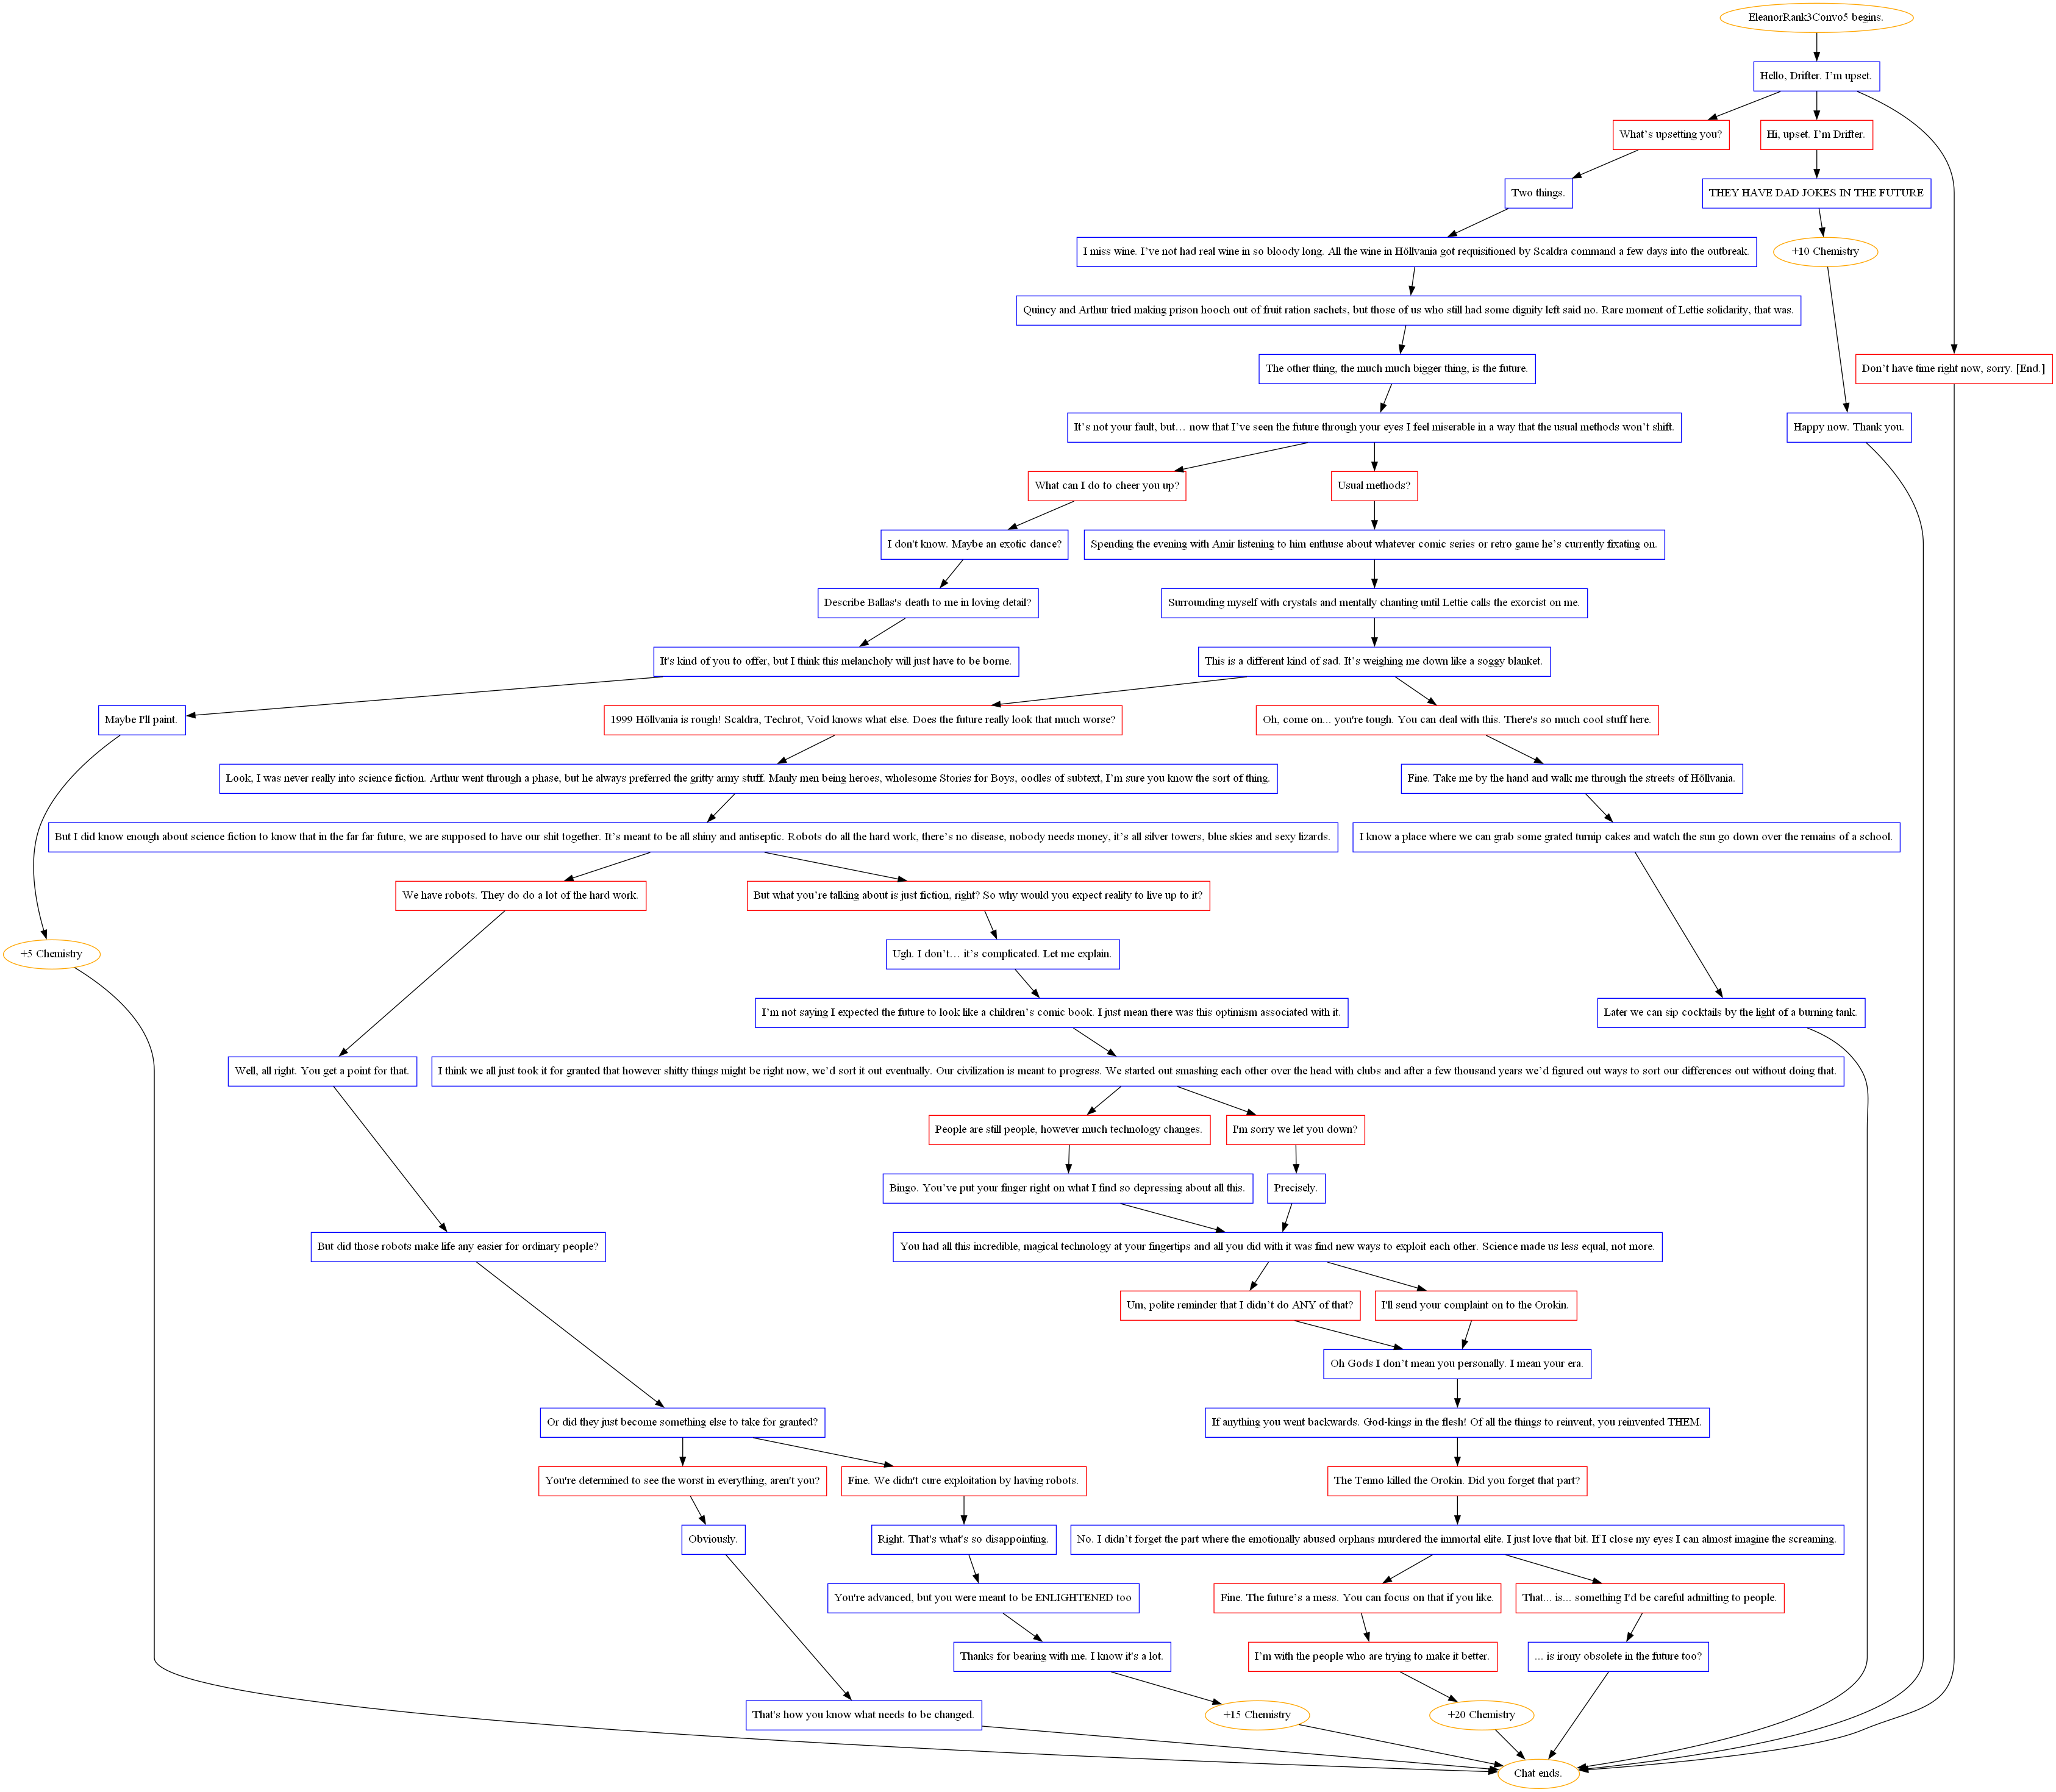 EleanorRank3Convo5 begins.
Hello, Drifter. I’m upset.
What’s upsetting you?
Hi, upset. I’m Drifter.
Two things.
THEY HAVE DAD JOKES IN THE FUTURE
I miss wine. I’ve not had real wine in so bloody long. All the wine in Höllvania got requisitioned by Scaldra command a few days into the outbreak.
+10 Chemistry
Quincy and Arthur tried making prison hooch out of fruit ration sachets, but those of us who still had some dignity left said no. Rare moment of Lettie solidarity, that was.
The other thing, the much much bigger thing, is the future.
Don’t have time right now, sorry. [End.]
It’s not your fault, but… now that I’ve seen the future through your eyes I feel miserable in a way that the usual methods won’t shift.
Happy now. Thank you.
What can I do to cheer you up?
Usual methods?
I don't know. Maybe an exotic dance?
Spending the evening with Amir listening to him enthuse about whatever comic series or retro game he’s currently fixating on.
Describe Ballas's death to me in loving detail?
Surrounding myself with crystals and mentally chanting until Lettie calls the exorcist on me.
It's kind of you to offer, but I think this melancholy will just have to be borne.
This is a different kind of sad. It’s weighing me down like a soggy blanket.
Maybe I'll paint.
1999 Höllvania is rough! Scaldra, Techrot, Void knows what else. Does the future really look that much worse?
Oh, come on... you're tough. You can deal with this. There's so much cool stuff here.
Look, I was never really into science fiction. Arthur went through a phase, but he always preferred the gritty army stuff. Manly men being heroes, wholesome Stories for Boys, oodles of subtext, I’m sure you know the sort of thing.
Fine. Take me by the hand and walk me through the streets of Höllvania.
But I did know enough about science fiction to know that in the far far future, we are supposed to have our shit together. It’s meant to be all shiny and antiseptic. Robots do all the hard work, there’s no disease, nobody needs money, it’s all silver towers, blue skies and sexy lizards.
I know a place where we can grab some grated turnip cakes and watch the sun go down over the remains of a school.
We have robots. They do do a lot of the hard work.
But what you’re talking about is just fiction, right? So why would you expect reality to live up to it?
+5 Chemistry
Ugh. I don’t… it’s complicated. Let me explain.
I’m not saying I expected the future to look like a children’s comic book. I just mean there was this optimism associated with it.
Later we can sip cocktails by the light of a burning tank.
Well, all right. You get a point for that.
I think we all just took it for granted that however shitty things might be right now, we’d sort it out eventually. Our civilization is meant to progress. We started out smashing each other over the head with clubs and after a few thousand years we’d figured out ways to sort our differences out without doing that.
People are still people, however much technology changes.
I'm sorry we let you down?
Bingo. You’ve put your finger right on what I find so depressing about all this.
Precisely.
But did those robots make life any easier for ordinary people?
You had all this incredible, magical technology at your fingertips and all you did with it was find new ways to exploit each other. Science made us less equal, not more.
Um, polite reminder that I didn’t do ANY of that?
I'll send your complaint on to the Orokin.
Oh Gods I don’t mean you personally. I mean your era.
Or did they just become something else to take for granted?
If anything you went backwards. God-kings in the flesh! Of all the things to reinvent, you reinvented THEM.
You're determined to see the worst in everything, aren't you?
Fine. We didn't cure exploitation by having robots.
The Tenno killed the Orokin. Did you forget that part?
Obviously.
Right. That's what's so disappointing.
No. I didn’t forget the part where the emotionally abused orphans murdered the immortal elite. I just love that bit. If I close my eyes I can almost imagine the screaming.
You're advanced, but you were meant to be ENLIGHTENED too
Fine. The future’s a mess. You can focus on that if you like.
That... is... something I'd be careful admitting to people.
Thanks for bearing with me. I know it's a lot.
I’m with the people who are trying to make it better.
... is irony obsolete in the future too?
That's how you know what needs to be changed.
+15 Chemistry
+20 Chemistry
Chat ends.